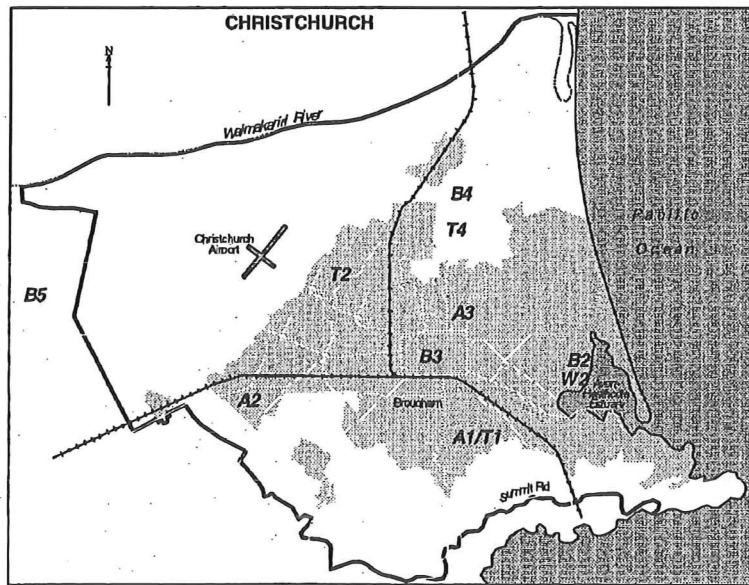 CHRISTCHURCH
N
Waimakariri River
B4
Pacific
Ocean
T4
Christchurch
Airport
T2
B5
A3
B3
B2
W2
A2
Brougham
A1/T1
Summit Rd